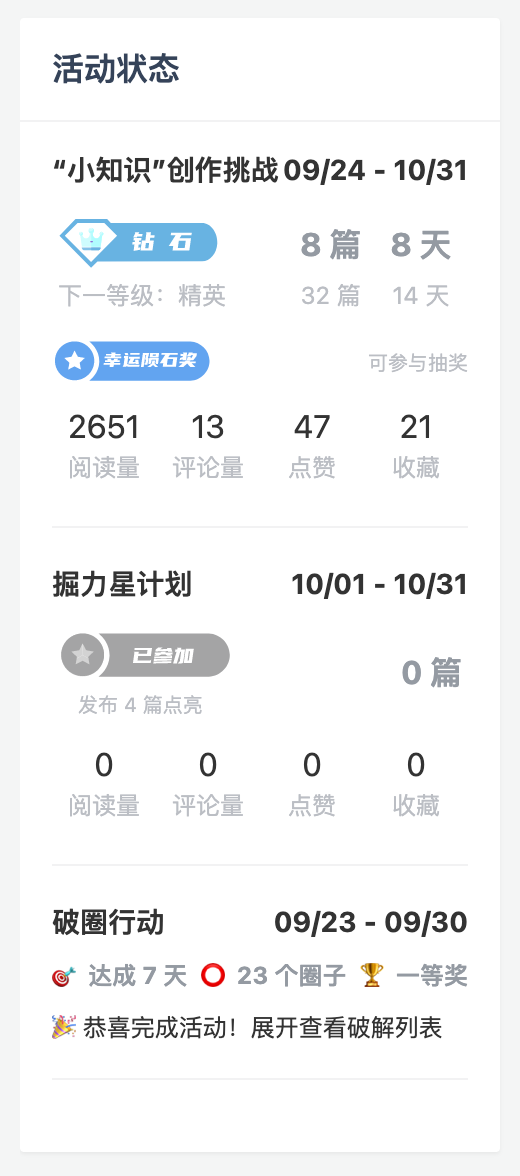 活动状态
“小知识”创作挑战 09/24 - 10/31
钻 石 8 篇 8 天
下一等级：精英 32 篇 14 天
幸运陨石奖 可参与抽奖
2651 13 47 21
阅读量 评论量 点赞 收藏
掘力星计划 10/01 - 10/31
已参加 0 篇
发布 4 篇点亮
0 0 0 0
阅读量 评论量 点赞 收藏
破圈行动 09/23 - 09/30
🎯 达成 7 天 ⭕ 23 个圈子 🏆 一等奖
🎉 恭喜完成活动！展开查看破解列表